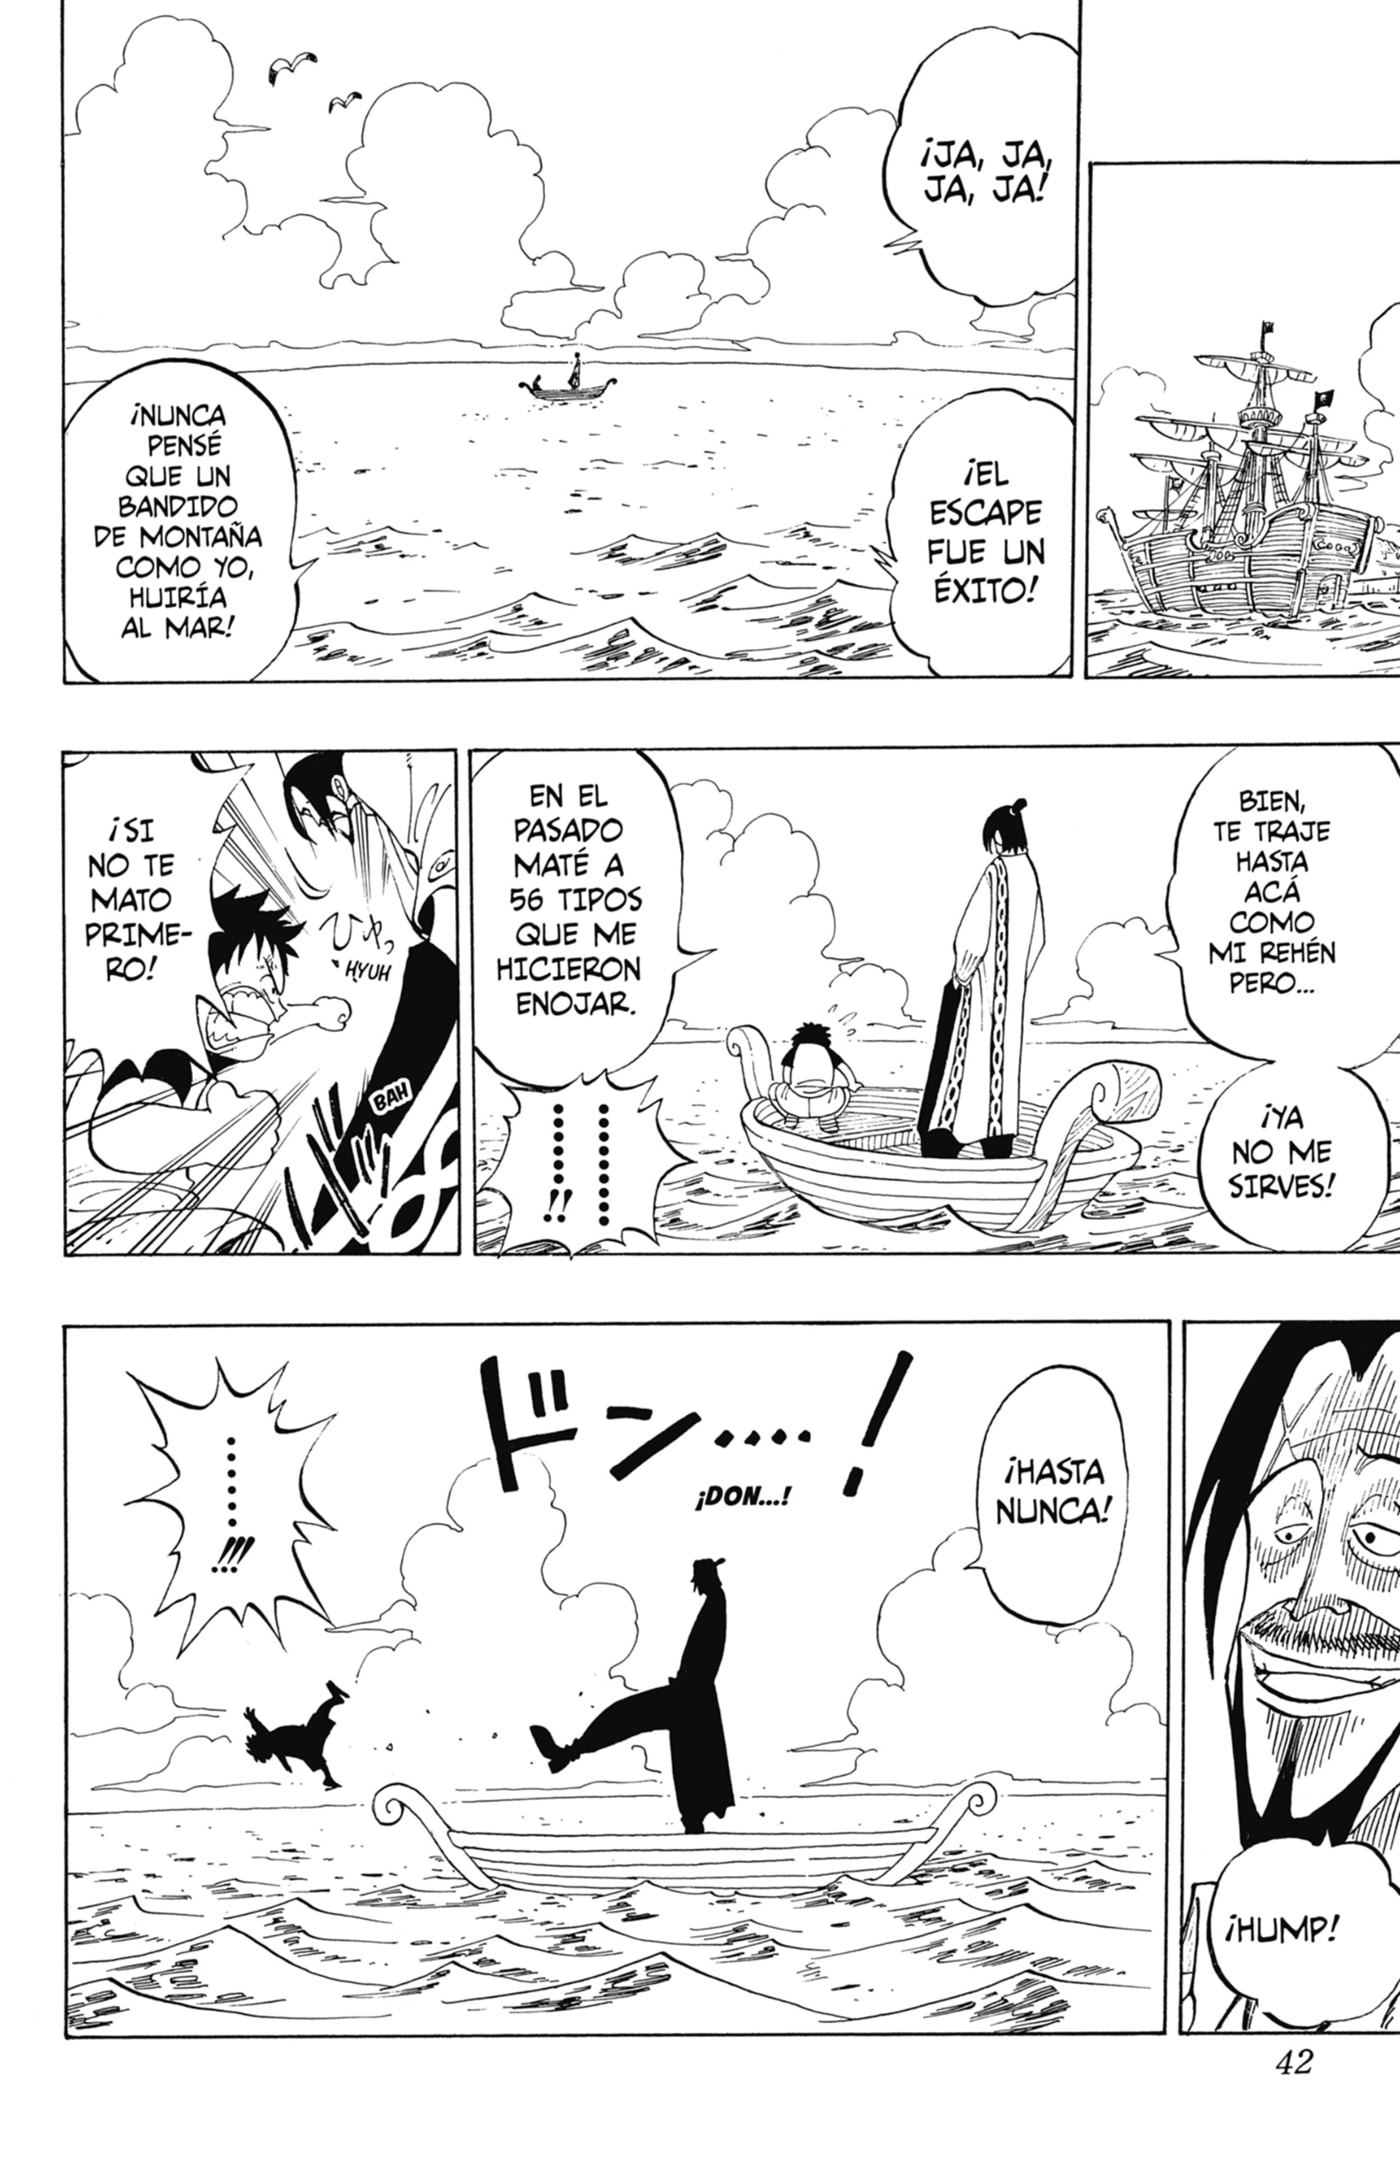 ¡JA, JA,
JA, JA!
¡EL
ESCAPE
FUE UN
ÉXITO!
¡NUNCA
PENSÉ
QUE UN
BANDIDO
DE MONTAÑA
COMO YO,
HUIRÍA
AL MAR!
BIEN,
TE TRAJE
HASTA
ACÁ
COMO
MI REHÉN
PERO...
¡YA
NO ME
SIRVES!
EN EL
PASADO
MATÉ A
56 TIPOS
QUE ME
HICIERON
ENOJAR.
......!!
¡SI
NO TE
MATO
PRIME-
RO!
ひゃっ
HYUH
バババ
BAH
¡HUMP!
¡HASTA
NUNCA!
ドン....!
¡DON...!
......!!!
42